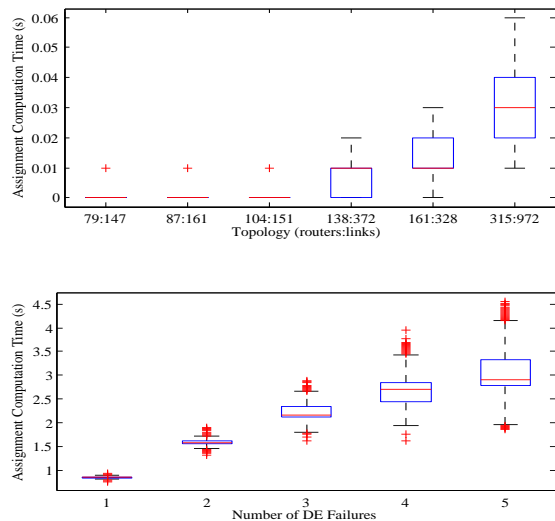 Assignment Computation Time (s)
0.06
0.05
0.04
0.03
0.02
0.01
0
79:147 87:161 104:151 138:372 161:328 315:972
Topology (routers:links)
Assignment Computation Time (s)
4.5
4
3.5
3
2.5
2
1.5
1
1 2 3 4 5
Number of DE Failures